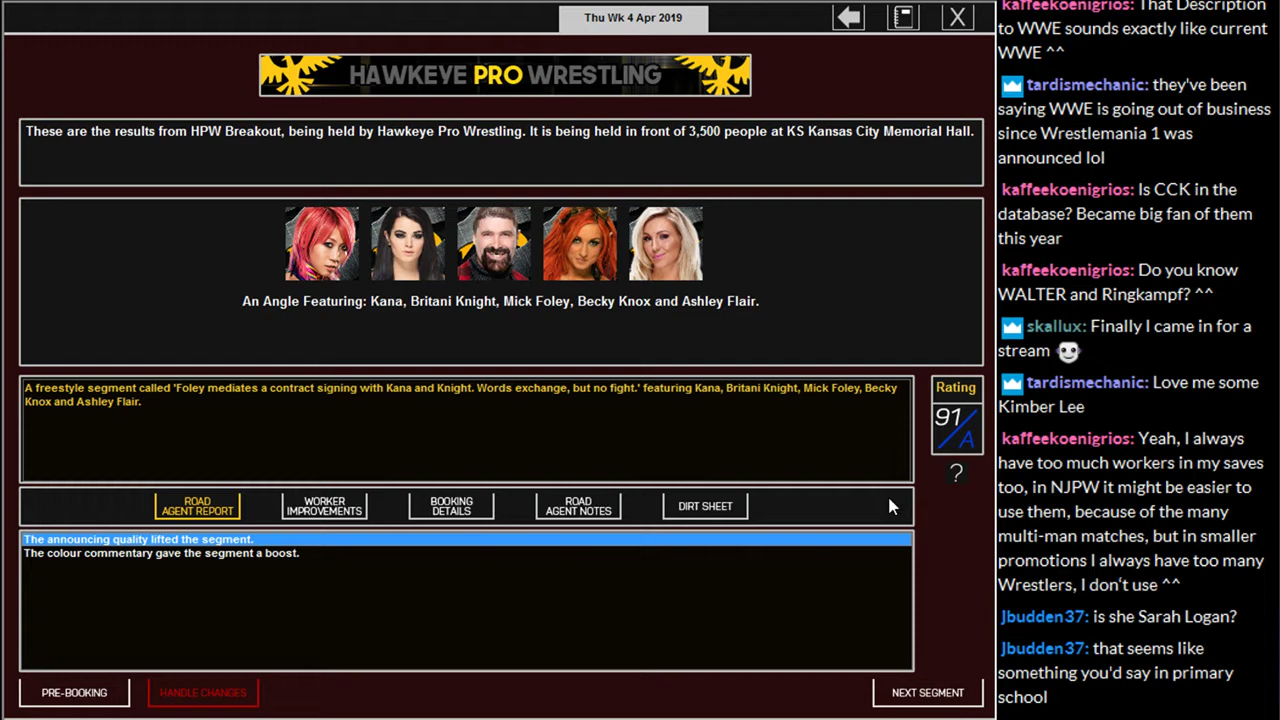 Thu Wk 4 Apr 2019
HAWKEYE PRO WRESTLING
These are the results from HPW Breakout, being held by Hawkeye Pro Wrestling. It is being held in front of 3,500 people at KS Kansas City Memorial Hall.
An Angle Featuring: Kana, Britani Knight, Mick Foley, Becky Knox and Ashley Flair.
A freestyle segment called 'Foley mediates a contract signing with Kana and Knight. Words exchange, but no fight.' featuring Kana, Britani Knight, Mick Foley, Becky
Knox and Ashley Flair.
Rating
91/A
?
ROAD
AGENT REPORT
WORKER
IMPROVEMENTS
BOOKING
DETAILS
ROAD
AGENT NOTES
DIRT SHEET
The announcing quality lifted the segment.
The colour commentary gave the segment a boost.
PRE-BOOKING
HANDLE CHANGES
NEXT SEGMENT
kaffeekoenigrios: That Description
to WWE sounds exactly like current
WWE ^^
tardismechanic: they've been
saying WWE is going out of business
since Wrestlemania 1 was
announced lol
kaffeekoenigrios: Is CCK in the
database? Became big fan of them
this year
kaffeekoenigrios: Do you know
WALTER and Ringkampf? ^^
skallux: Finally I came in for a
stream
tardismechanic: Love me some
Kimber Lee
kaffeekoenigrios: Yeah, I always
have too much workers in my saves
too, in NJPW it might be easier to
use them, because of the many
multi-man matches, but in smaller
promotions I always have too many
Wrestlers, I don't use ^^
Jbudden37: is she Sarah Logan?
Jbudden37: that seems like
something you'd say in primary
school